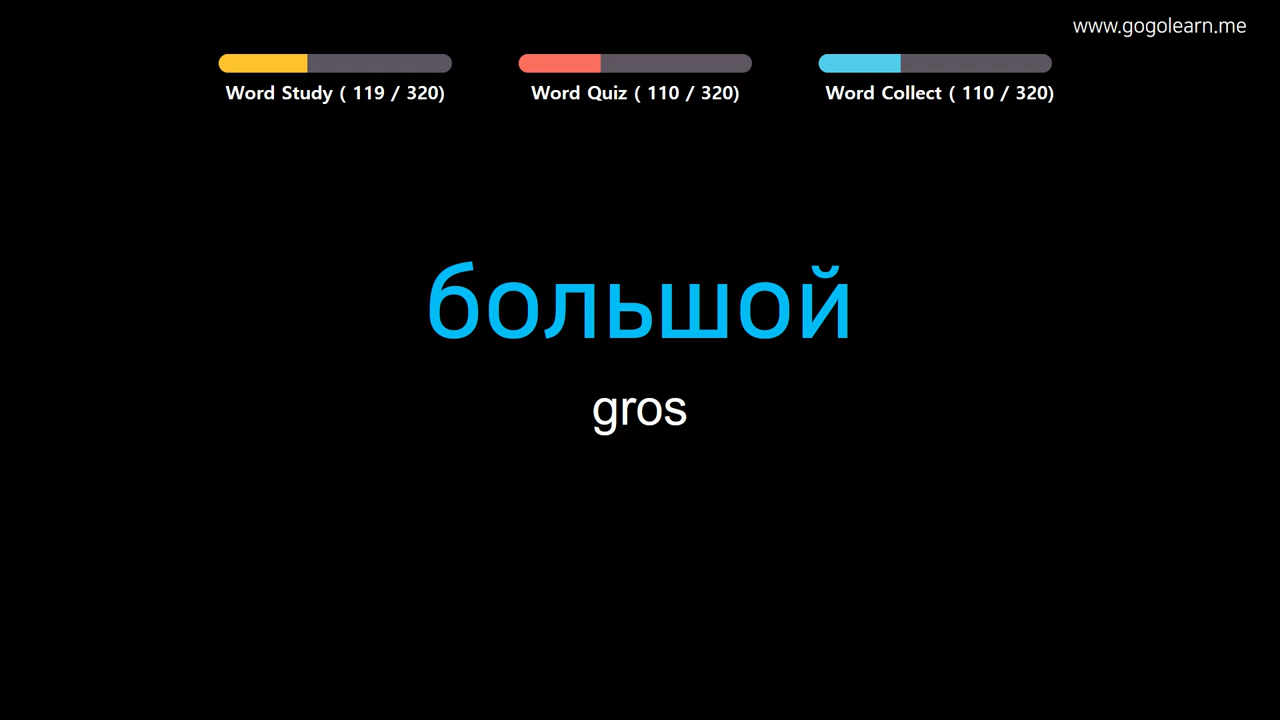 www.gogolearn.me
Word Study ( 119 / 320)
Word Quiz ( 110 / 320)
Word Collect ( 110 / 320)
большой
gros